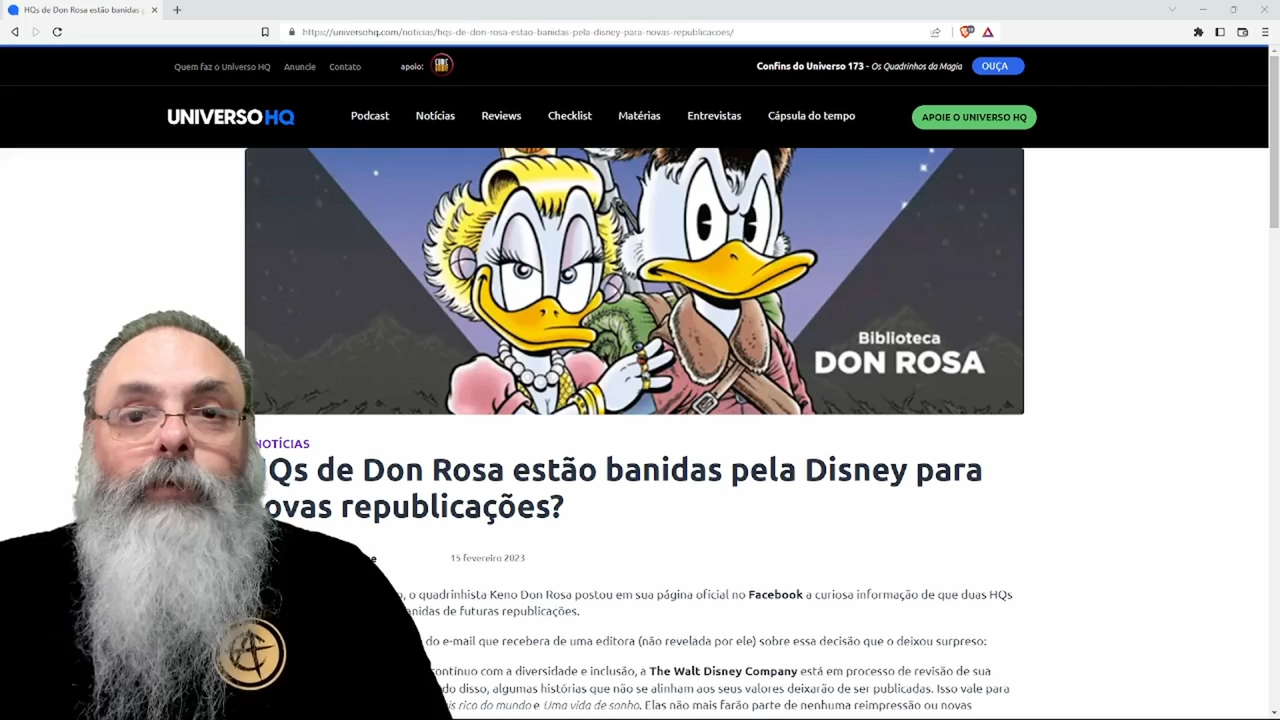 HQs de Don Rosa estão banidas p
https://universohq.com/noticias/hqs-de-don-rosa-estao-banidas-pela-disney-para-novas-republicacoes/
Quem faz o Universo HQ Anuncie Contato apoio:
Confins do Universo 173 - Os Quadrinhos da Magia OUÇA
UNIVERSO HQ Podcast Notícias Reviews Checklist Matérias Entrevistas Cápsula do tempo APOIE O UNIVERSO HQ
Biblioteca
DON ROSA
NOTÍCIAS
HQs de Don Rosa estão banidas pela Disney para
ovas republicações?
15 fevereiro 2023
, o quadrinhista Keno Don Rosa postou em sua página oficial no Facebook a curiosa informação de que duas HQs
anidas de futuras republicações.
do e-mail que recebera de uma editora (não revelada por ele) sobre essa decisão que o deixou surpreso:
contínuo com a diversidade e inclusão, a The Walt Disney Company está em processo de revisão de sua
do disso, algumas histórias que não se alinham aos seus valores deixarão de ser publicadas. Isso vale para
is rico do mundo e Uma vida de sonho. Elas não mais farão parte de nenhuma reimpressão ou novas